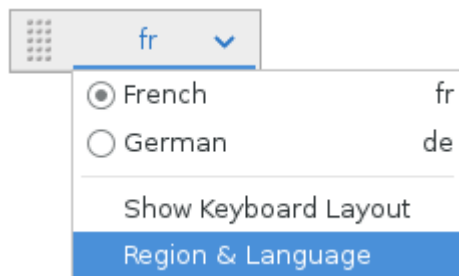 fr
French fr
German de
Show Keyboard Layout
Region & Language